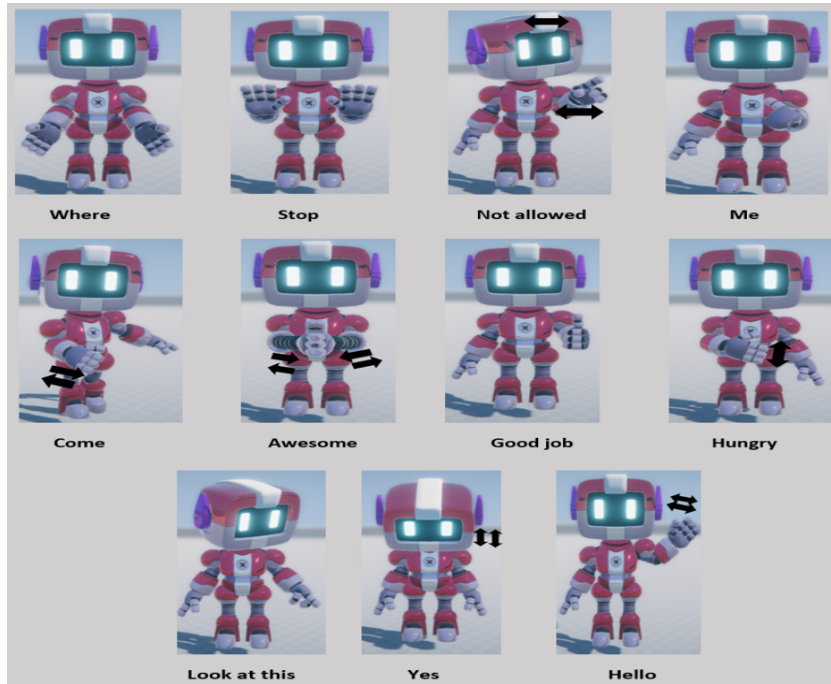 Where
Stop
Not allowed
Me
Come
Awesome
Good job
Hungry
Look at this
Yes
Hello